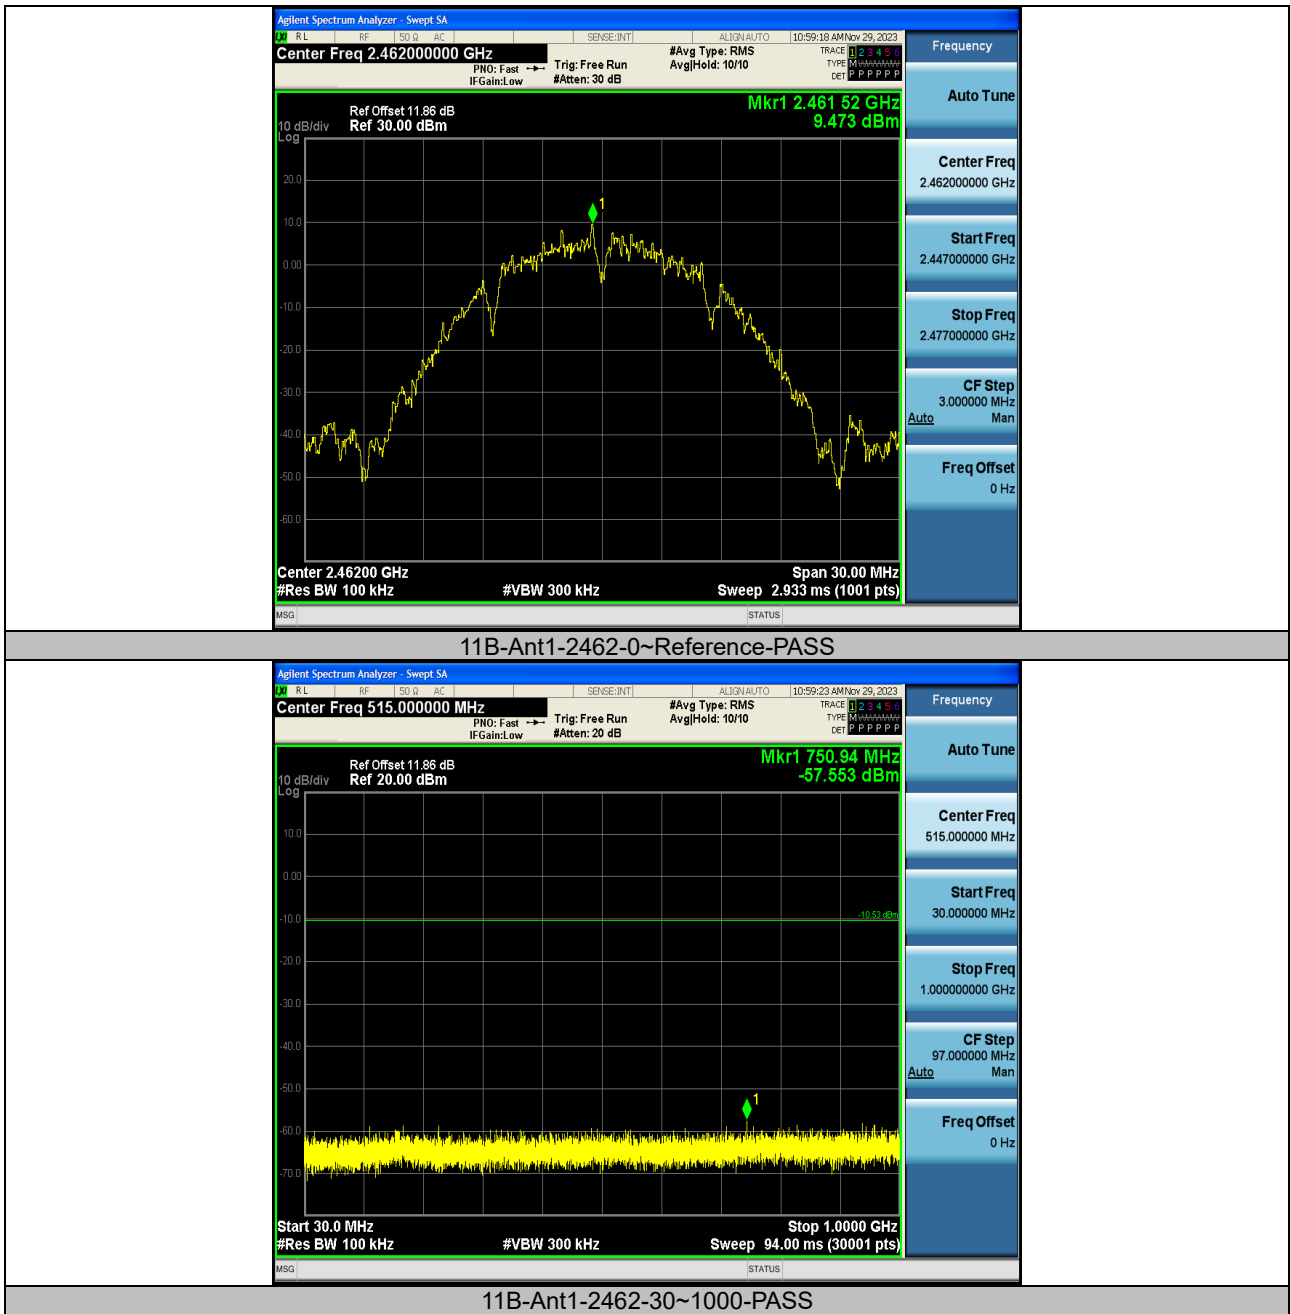 Agilent Spectrum Analyzer - Swept SA
RL RF 50 Ω AC SENSE:INT ALIGN AUTO 10:59:18 AM Nov 29, 2023
Center Freq 2.462000000 GHz
PNO: Fast
IFGain:Low
Trig: Free Run
#Atten: 30 dB
#Avg Type: RMS
Avg|Hold: 10/10
TRACE 1 2 3 4 5 6
TYPE M
DET P P P P P P
Frequency
Auto Tune
Center Freq
2.462000000 GHz
Start Freq
2.447000000 GHz
Stop Freq
2.477000000 GHz
CF Step
3.000000 MHz
Auto Man
Freq Offset
0 Hz
Mkr1 2.461 52 GHz
9.473 dBm
Ref Offset 11.86 dB
10 dB/div Ref 30.00 dBm
Log
20.0
10.0
0.00
-10.0
-20.0
-30.0
-40.0
-50.0
-60.0
1
Center 2.46200 GHz Span 30.00 MHz
#Res BW 100 kHz #VBW 300 kHz Sweep 2.933 ms (1001 pts)
MSG STATUS
11B-Ant1-2462-0~Reference-PASS
Agilent Spectrum Analyzer - Swept SA
RL RF 50 Ω AC SENSE:INT ALIGN AUTO 10:59:23 AM Nov 29, 2023
Center Freq 515.000000 MHz
PNO: Fast
IFGain:Low
Trig: Free Run
#Atten: 20 dB
#Avg Type: RMS
Avg|Hold: 10/10
TRACE 1 2 3 4 5 6
TYPE M
DET P P P P P P
Frequency
Auto Tune
Center Freq
515.000000 MHz
Start Freq
30.000000 MHz
Stop Freq
1.000000000 GHz
CF Step
97.000000 MHz
Auto Man
Freq Offset
0 Hz
Mkr1 750.94 MHz
-57.553 dBm
Ref Offset 11.86 dB
10 dB/div Ref 20.00 dBm
Log
10.0
0.00
-10.0
-20.0
-30.0
-40.0
-50.0
-60.0
-70.0
-10.53 dBm
1
Start 30.0 MHz Stop 1.0000 GHz
#Res BW 100 kHz #VBW 300 kHz Sweep 94.00 ms (30001 pts)
MSG STATUS
11B-Ant1-2462-30~1000-PASS